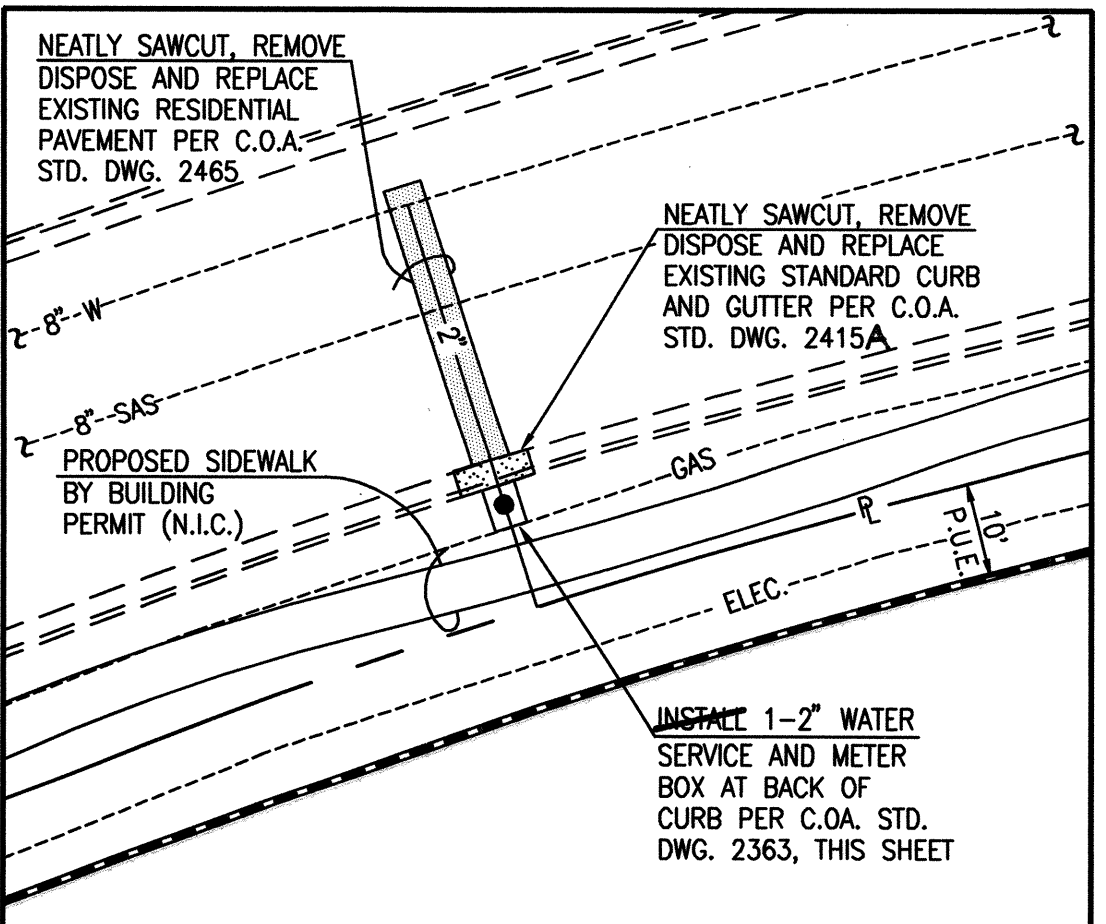 NEATLY SAWCUT, REMOVE
DISPOSE AND REPLACE
EXISTING RESIDENTIAL
PAVEMENT PER C.O.A.
STD. DWG. 2465
NEATLY SAWCUT, REMOVE
DISPOSE AND REPLACE
EXISTING STANDARD CURB
AND GUTTER PER C.O.A.
STD. DWG. 2415A
8" W
2"
8" SAS
GAS
PROPOSED SIDEWALK
BY BUILDING
PERMIT (N.I.C.)
PL
10'
P.U.E.
ELEC.
INSTALL 1-2" WATER
SERVICE AND METER
BOX AT BACK OF
CURB PER C.OA. STD.
DWG. 2363, THIS SHEET